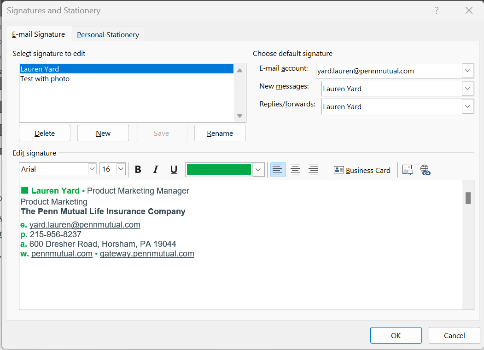 Signatures and Stationery
E-mail Signature
Personal Stationery
Select signature to edit
Choose default signature
Lauren Yard
Test with photo
E-mail account: yard.lauren@pennmutual.com
New messages: Lauren Yard
Replies/forwards: Lauren Yard
Delete
New
Save
Rename
Edit signature
Arial
16
B
I
U
Business Card
Lauren Yard - Product Marketing Manager
Product Marketing
The Penn Mutual Life Insurance Company
e. yard.lauren@pennmutual.com
p. 215-956-8237
a. 600 Dresher Road, Horsham, PA 19044
w. pennmutual.com - gateway.pennmutual.com
OK
Cancel